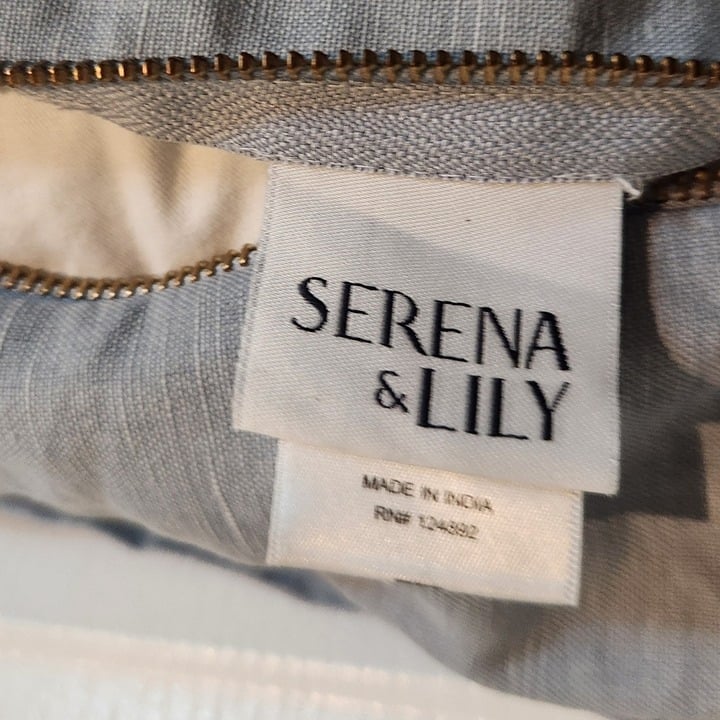 SERENA
&LILY
MADE IN INDIA
RN# 124892